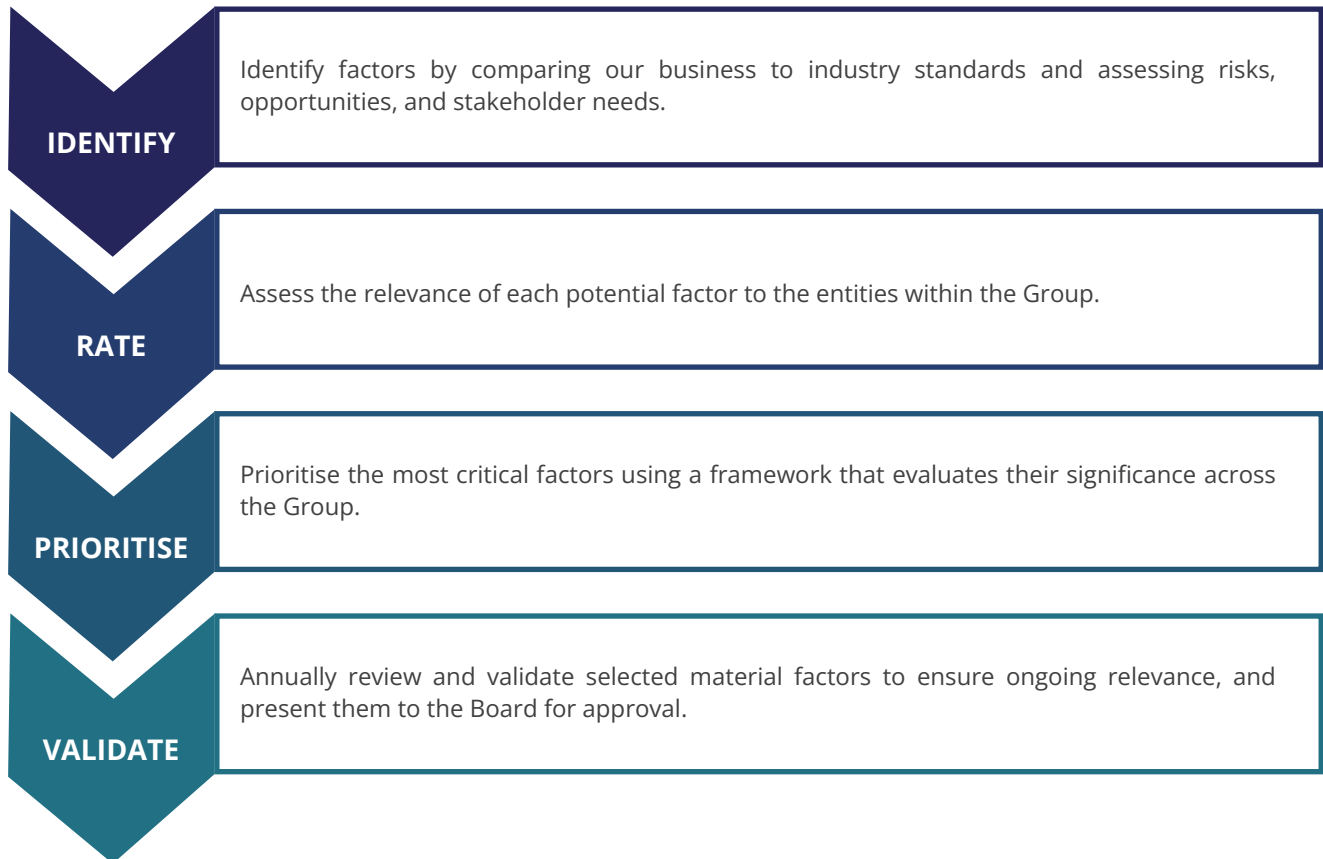 Identify factors by comparing our business to industry standards and assessing risks,
opportunities, and stakeholder needs.
IDENTIFY
Assess the relevance of each potential factor to the entities within the Group.
RATE
Prioritise the most critical factors using a framework that evaluates their significance across
the Group.
PRIORITISE
Annually review and validate selected material factors to ensure ongoing relevance, and
present them to the Board for approval.
VALIDATE